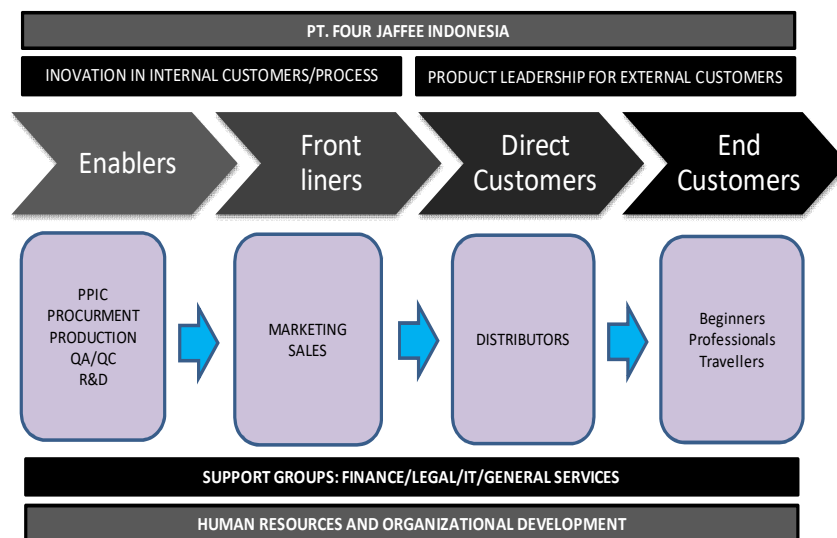 PT. FOUR JAFFEE INDONESIA
INOVATION IN INTERNAL CUSTOMERS/PROCESS
PRODUCT LEADERSHIP FOR EXTERNAL CUSTOMERS
Enablers
Front
liners
Direct
Customers
End
Customers
PPIC
PROCURMENT
PRODUCTION
QA/QC
R&D
MARKETING
SALES
DISTRIBUTORS
Beginners
Professionals
Travellers
SUPPORT GROUPS: FINANCE/LEGAL/IT/GENERAL SERVICES
HUMAN RESOURCES AND ORGANIZATIONAL DEVELOPMENT